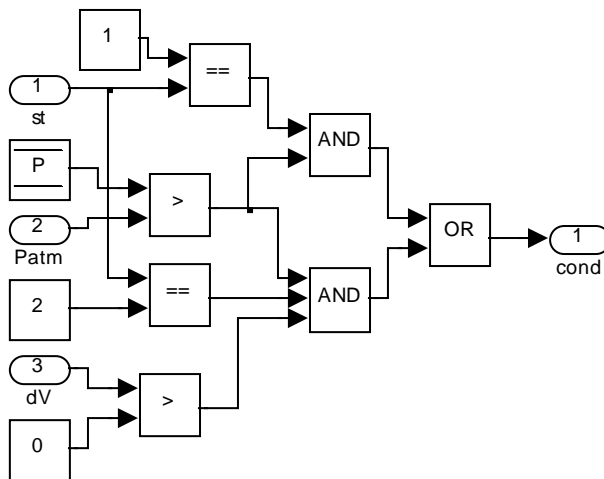 1
==
1
st
AND
P
>
2
Patm
OR
1
cond
==
AND
2
3
dV
>
0